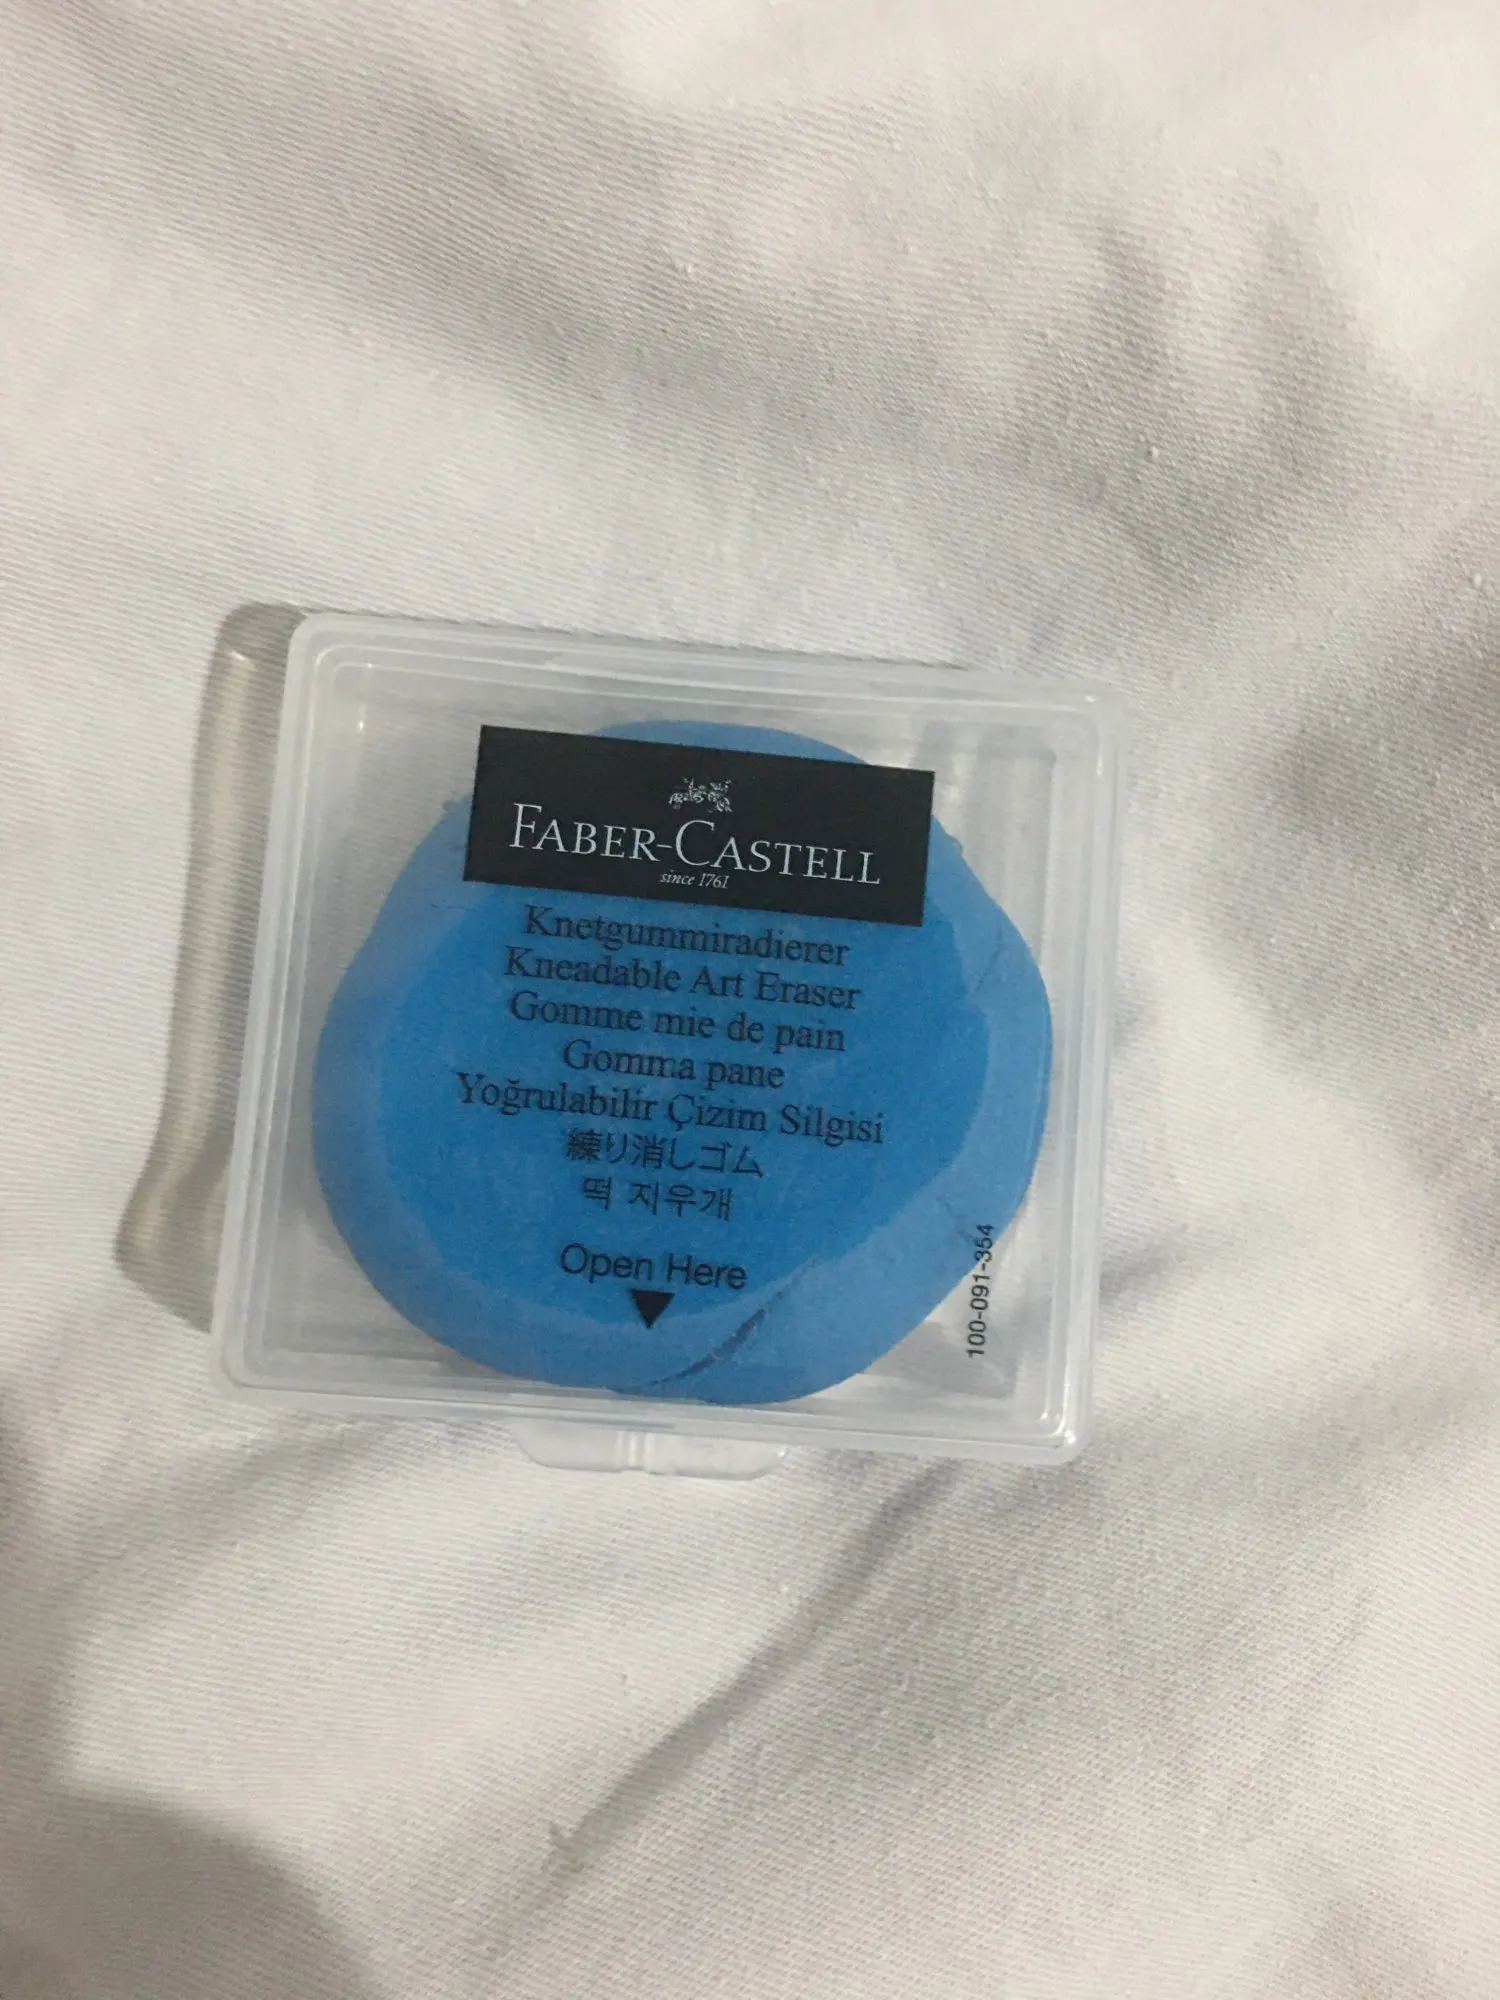 FABER-CASTELL
since 1761
Knetgummiradierer
Kneadable Art Eraser
Gomme mie de pain
Gomma pane
Yoğrulabilir Çizim Silgisi
練り消しゴム
떡 지우개
Open Here
100-091-354